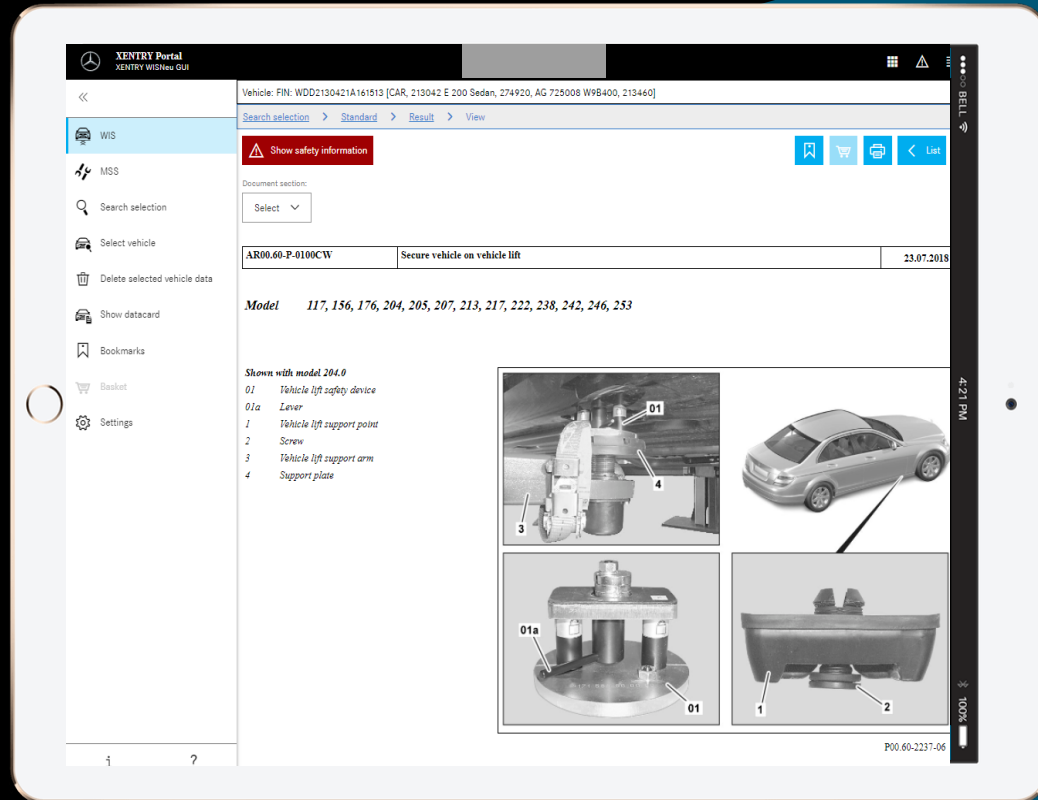 XENTRY Portal
XENTRY WISNeu GUI
Vehicle: FIN: WDD2130421A161513 [CAR, 213042 E 200 Sedan, 274920, AG 725008 W9B400, 213460]
Search selection > Standard > Result > View
WIS
MSS
Search selection
Select vehicle
Delete selected vehicle data
Show datacard
Bookmarks
Basket
Settings
i ?
Show safety information
List
Document section:
Select
AR00.60-P-0100CW Secure vehicle on vehicle lift 23.07.2018
Model 117, 156, 176, 204, 205, 207, 213, 217, 222, 238, 242, 246, 253
Shown with model 204.0
01 Vehicle lift safety device
01a Lever
1 Vehicle lift support point
2 Screw
3 Vehicle lift support arm
4 Support plate
01
4
3
01a
01
1
2
P00.60-2237-06
BELL
4:21 PM
100%